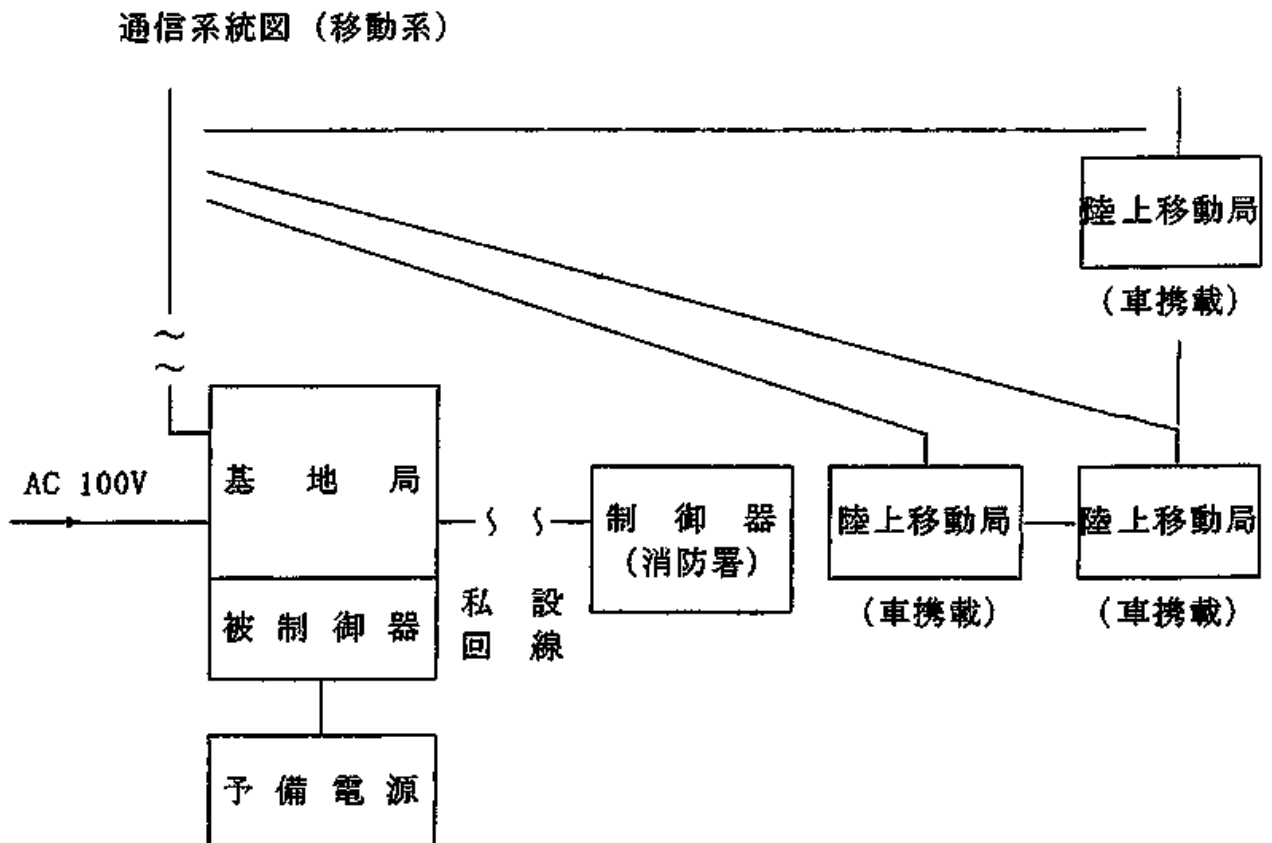 通信系統図（移動系）
陸上移動局
（車携載）
AC 100V
基地局
制御器
（消防署）
陸上移動局
陸上移動局
（車携載）
（車携載）
被制御器
私設
回線
予備電源